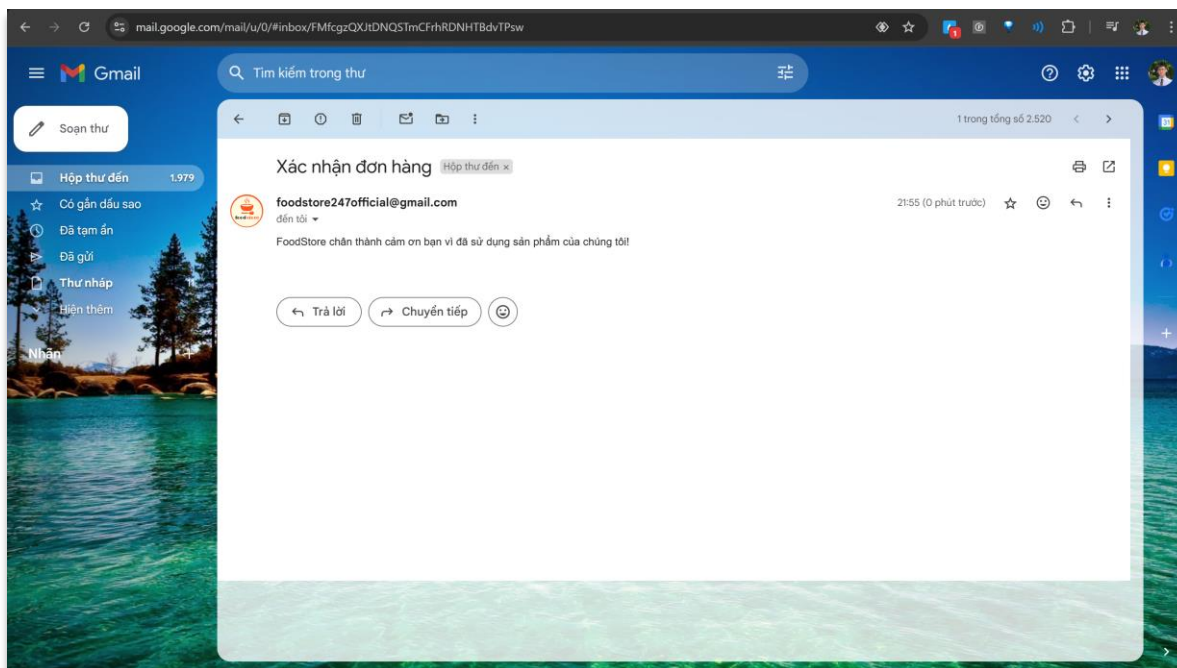 mail.google.com/mail/u/0/#inbox/FMfcgzQXJtDNQSTmCFrhRDNHTBdvTPsw
Gmail
Tìm kiếm trong thư
Soạn thư
1 trong tổng số 2.520
Hộp thư đến 1.979
Có gắn dấu sao
Đã tạm ẩn
Đã gửi
Thư nháp 11
Hiện thêm
Nhãn
Xác nhận đơn hàng Hộp thư đến ×
foodstore247official@gmail.com
21:55 (0 phút trước)
đến tôi
FoodStore chân thành cảm ơn bạn vì đã sử dụng sản phẩm của chúng tôi!
Trả lời
Chuyển tiếp
31